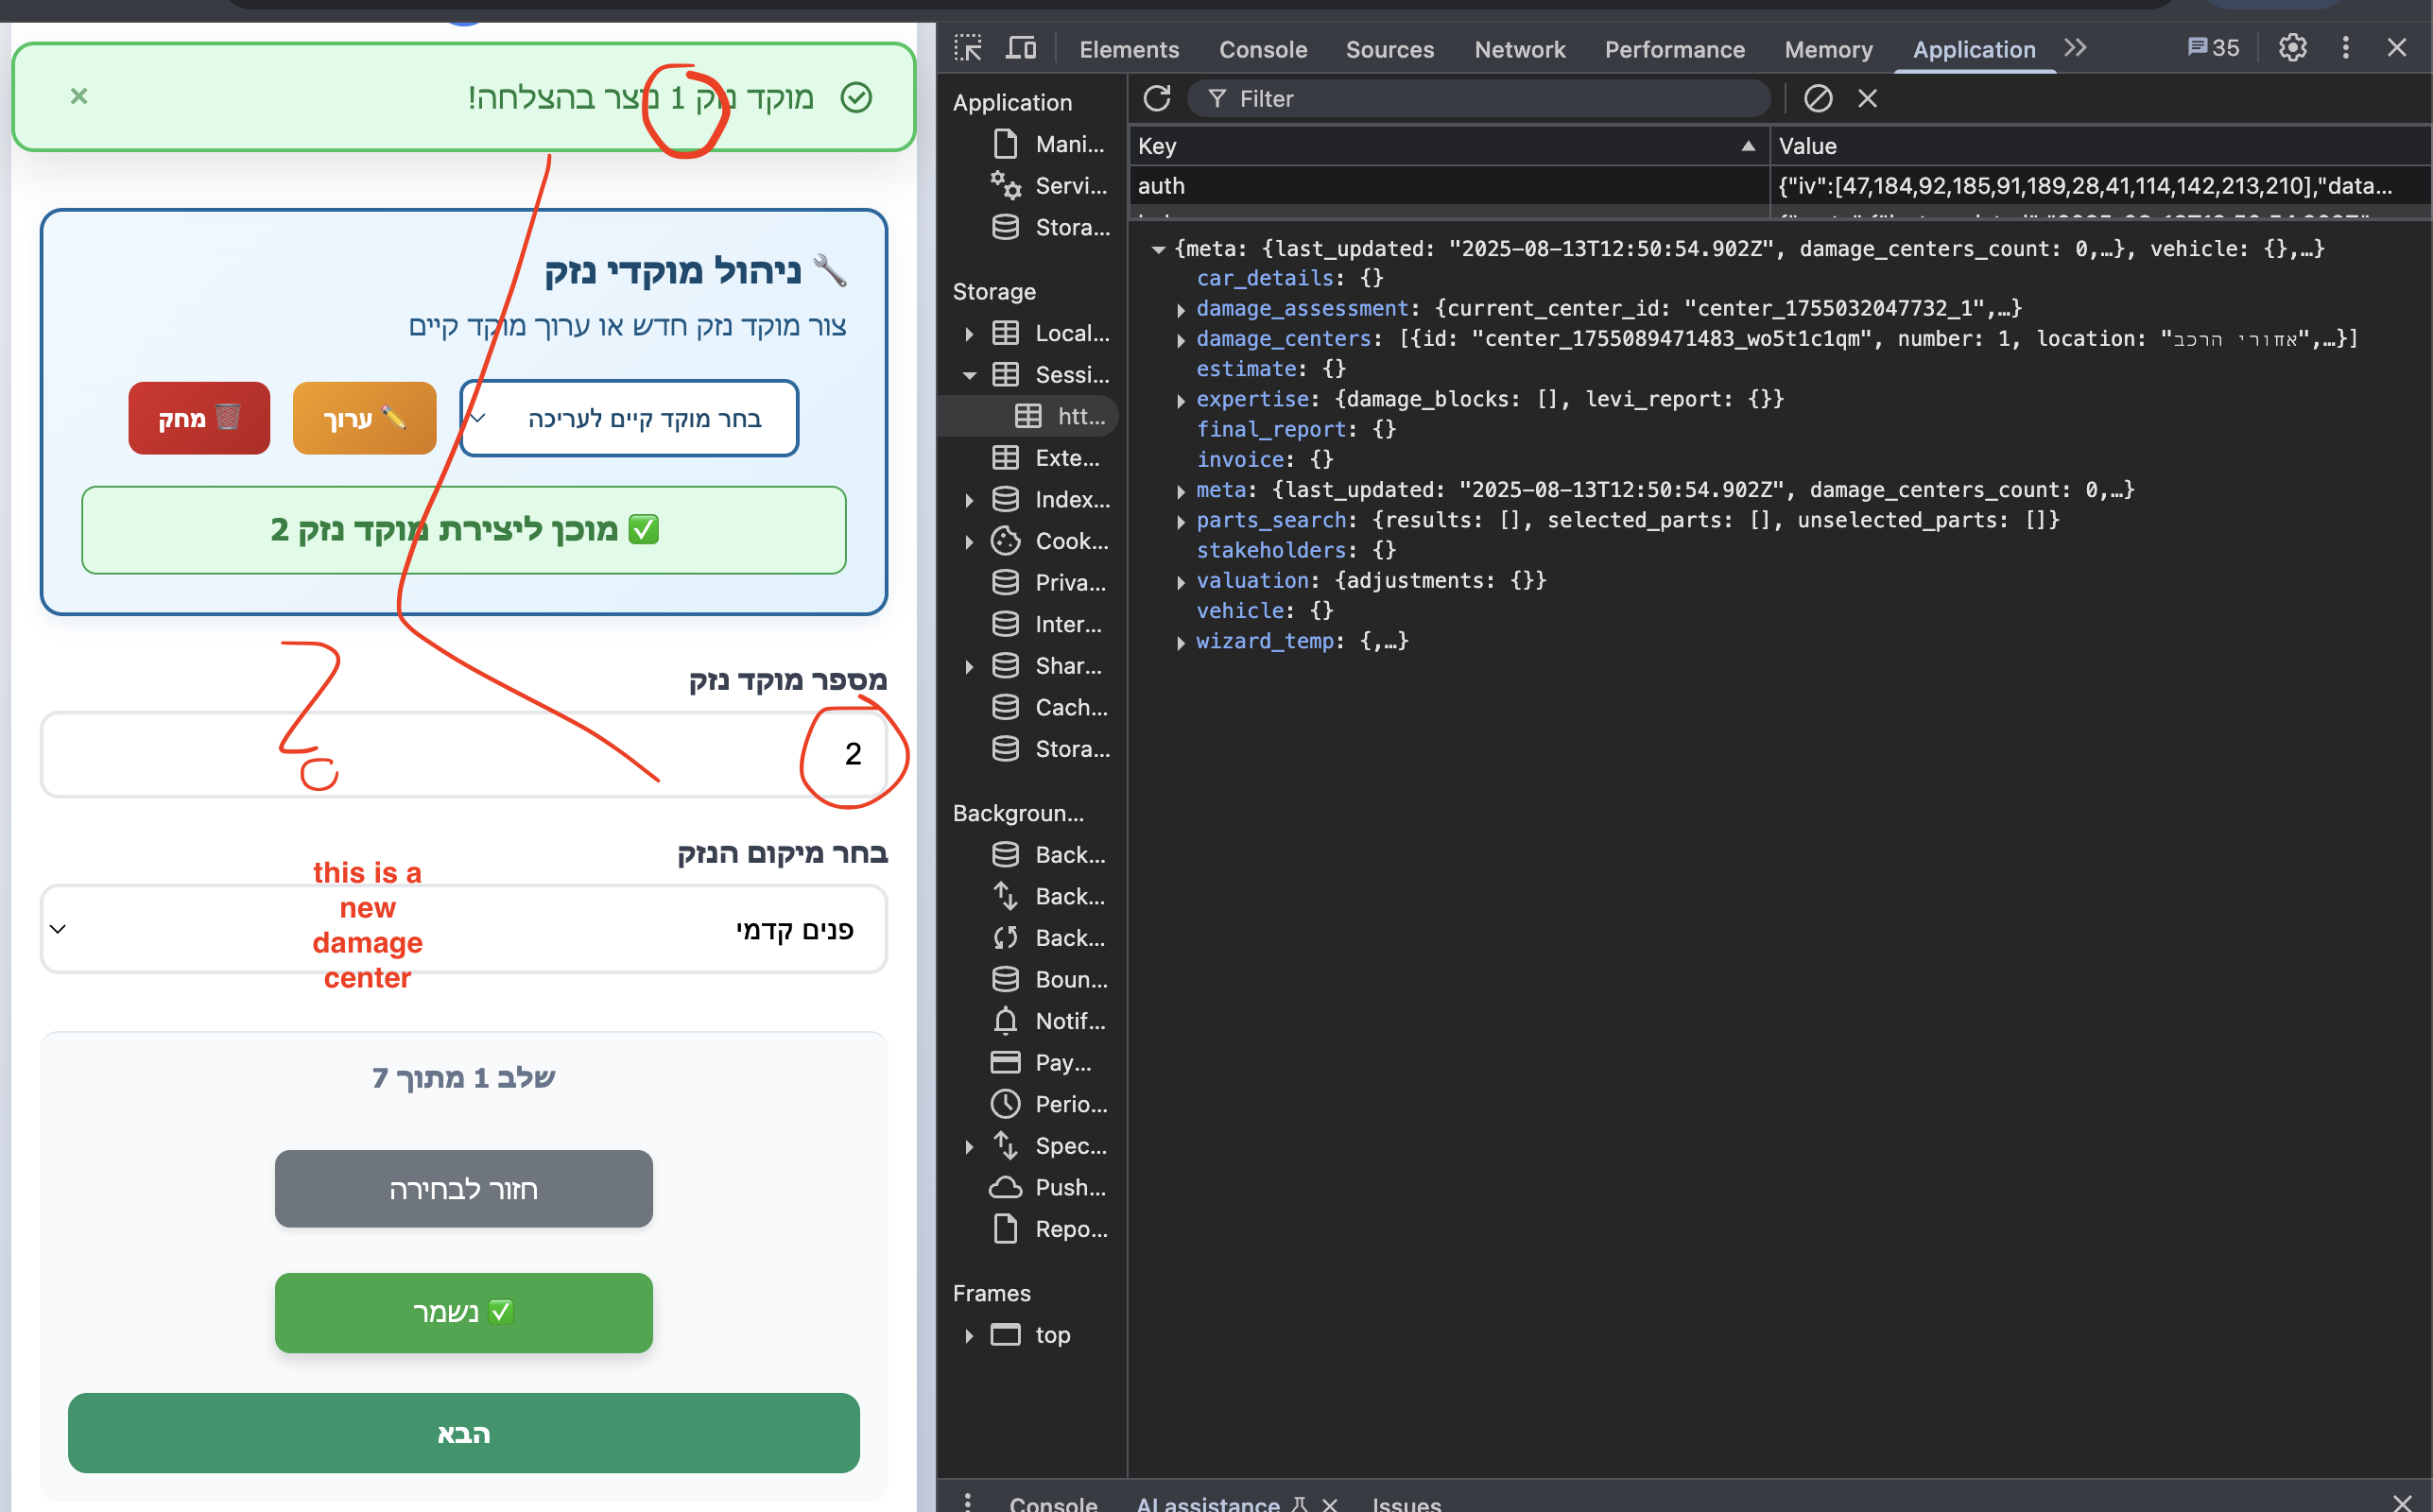 מוקד נזק 1 נוצר בהצלחה!
🔧 ניהול מוקדי נזק
צור מוקד נזק חדש או ערוך מוקד קיים
בחר מוקד קיים לעריכה
✏️ ערוך
🗑️ מחק
✅ מוכן ליצירת מוקד נזק 2
מספר מוקד נזק
2
?
בחר מיקום הנזק
פנים קדמי
this is a
new
damage
center
שלב 1 מתוך 7
חזור לבחירה
✅ נשמר
הבא
Elements Console Sources Network Performance Memory Application 35
Application
Mani...
Servi...
Stora...
Storage
Local...
Sessi...
htt...
Exte...
Index...
Cook...
Priva...
Inter...
Shar...
Cach...
Stora...
Backgroun...
Back...
Back...
Back...
Boun...
Notif...
Pay...
Perio...
Spec...
Push...
Repo...
Frames
top
Filter
Key Value
auth {"iv":[47,184,92,185,91,189,28,41,114,142,213,210],"data...
{meta: {last_updated: "2025-08-13T12:50:54.902Z", damage_centers_count: 0,…}, vehicle: {},…}
car_details: {}
damage_assessment: {current_center_id: "center_1755032047732_1",…}
damage_centers: [{id: "center_1755089471483_wo5t1c1qm", number: 1, location: "אחורי הרכב",…}]
estimate: {}
expertise: {damage_blocks: [], levi_report: {}}
final_report: {}
invoice: {}
meta: {last_updated: "2025-08-13T12:50:54.902Z", damage_centers_count: 0,…}
parts_search: {results: [], selected_parts: [], unselected_parts: []}
stakeholders: {}
valuation: {adjustments: {}}
vehicle: {}
wizard_temp: {,…}
Console AI assistance Issues